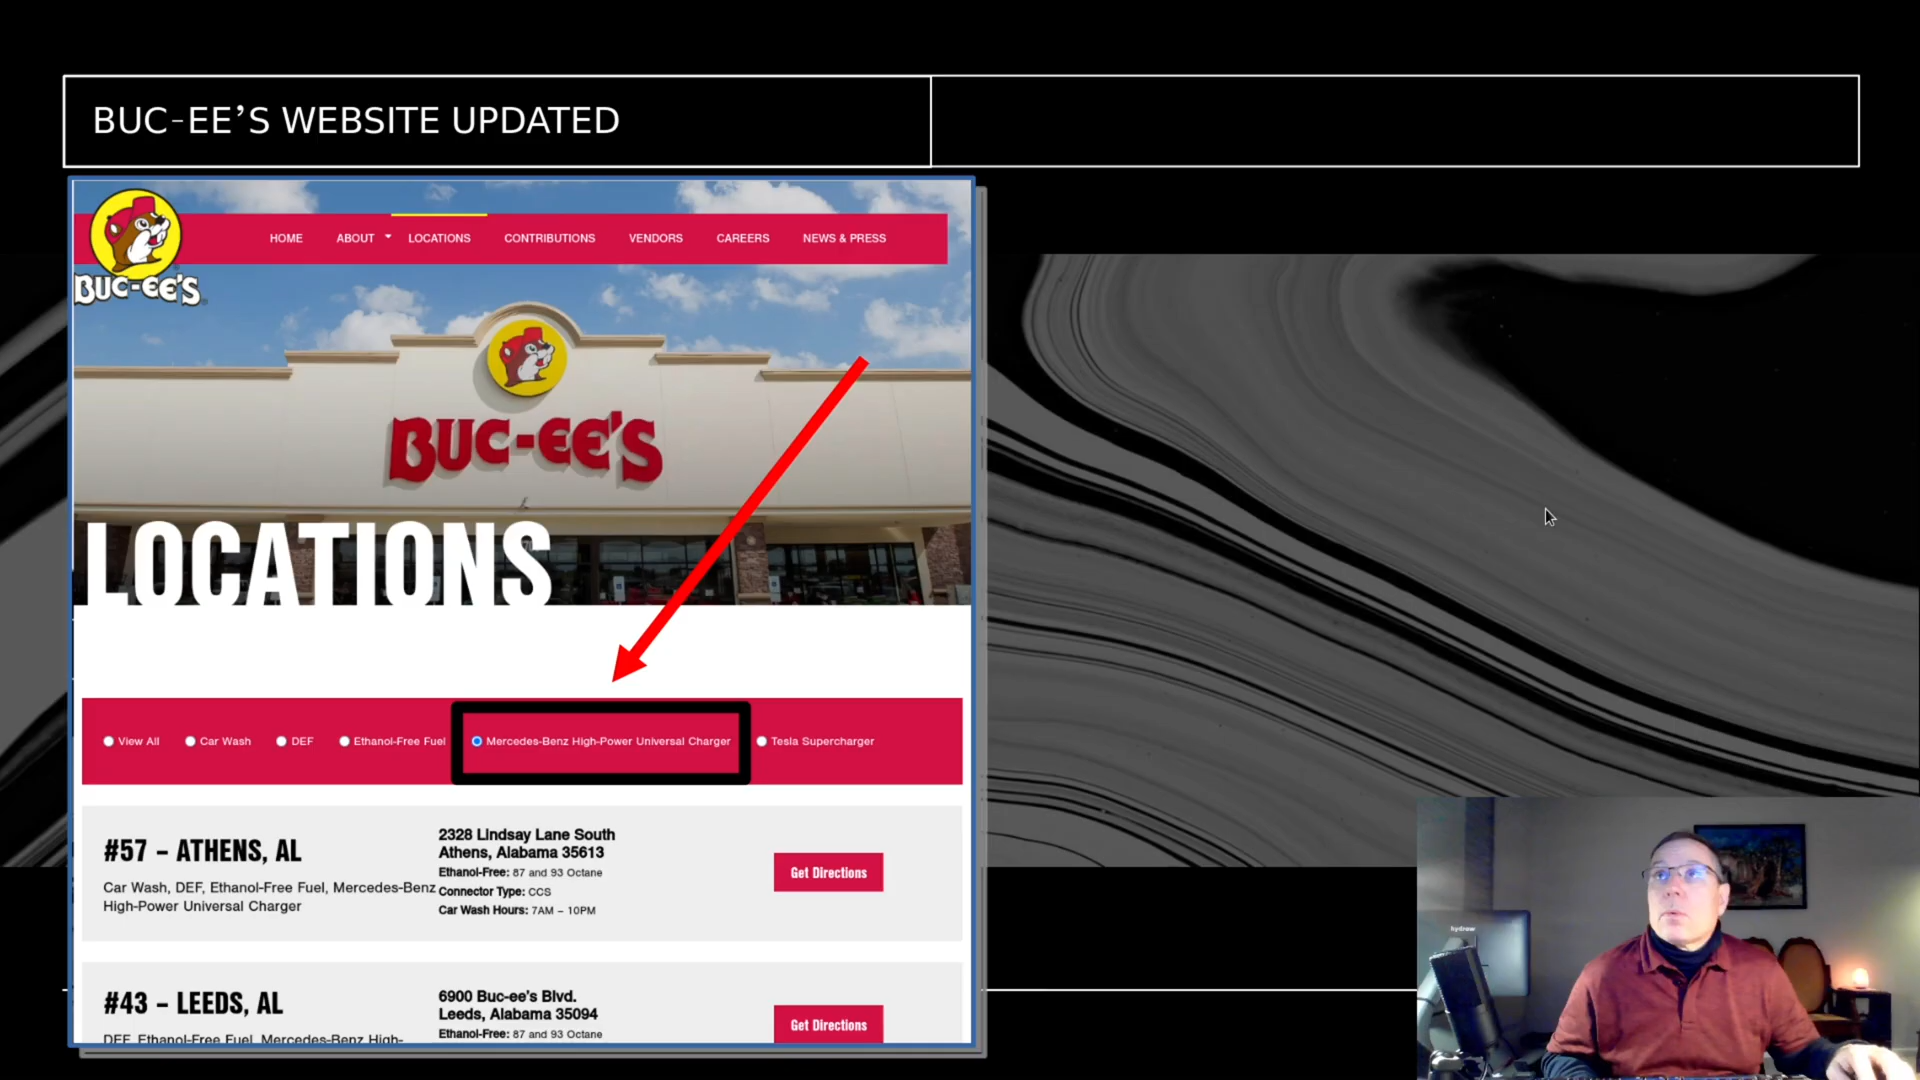 BUC-EE’S WEBSITE UPDATED
HOME ABOUT LOCATIONS CONTRIBUTIONS VENDORS CAREERS NEWS & PRESS
BUC-EE'S
BUC-EE'S
LOCATIONS
View All Car Wash DEF Ethanol-Free Fuel Mercedes-Benz High-Power Universal Charger Tesla Supercharger
#57 – ATHENS, AL
Car Wash, DEF, Ethanol-Free Fuel, Mercedes-Benz
High-Power Universal Charger
2328 Lindsay Lane South
Athens, Alabama 35613
Ethanol-Free: 87 and 93 Octane
Connector Type: CCS
Car Wash Hours: 7AM – 10PM
Get Directions
#43 – LEEDS, AL
DEF, Ethanol-Free Fuel, Mercedes-Benz High-
6900 Buc-ee's Blvd.
Leeds, Alabama 35094
Ethanol-Free: 87 and 93 Octane
Get Directions